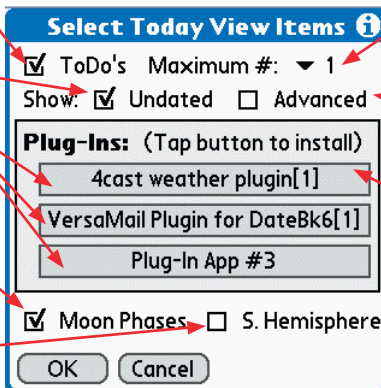 Select Today View Items i
ToDo's Maximum #: 1
Show: Undated Advanced
Plug-Ins: (Tap button to install)
4cast weather plugin[1]
VersaMail Plugin for DateBk6[1]
Plug-In App #3
Moon Phases S. Hemisphere
OK Cancel